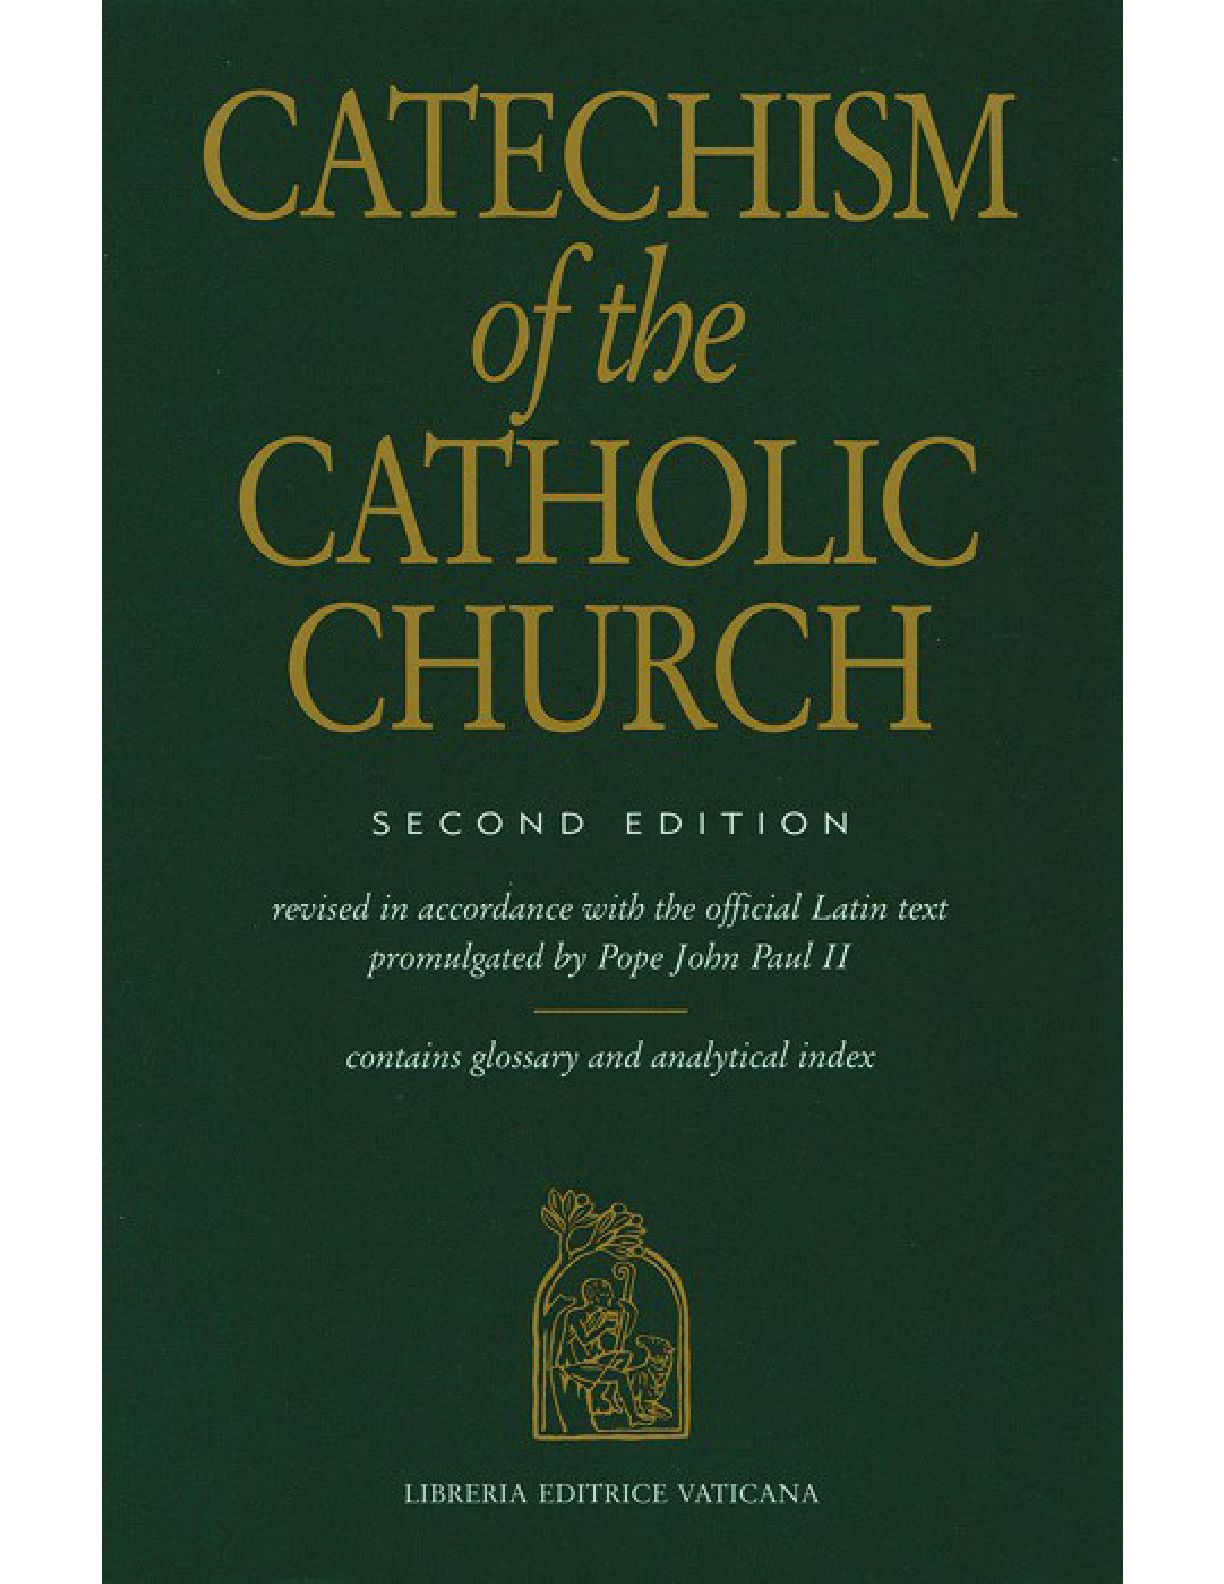 CATECHISM
of the
CATHOLIC
CHURCH
SECOND EDITION
revised in accordance with the official Latin text
promulgated by Pope John Paul II
contains glossary and analytical index
LIBRERIA EDITRICE VATICANA